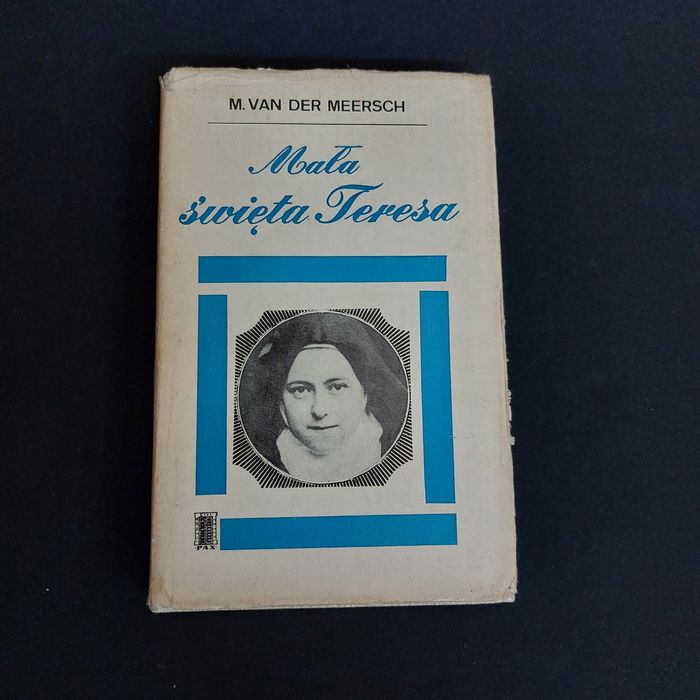 M. VAN DER MEERSCH
Mała
święta Teresa
PAX